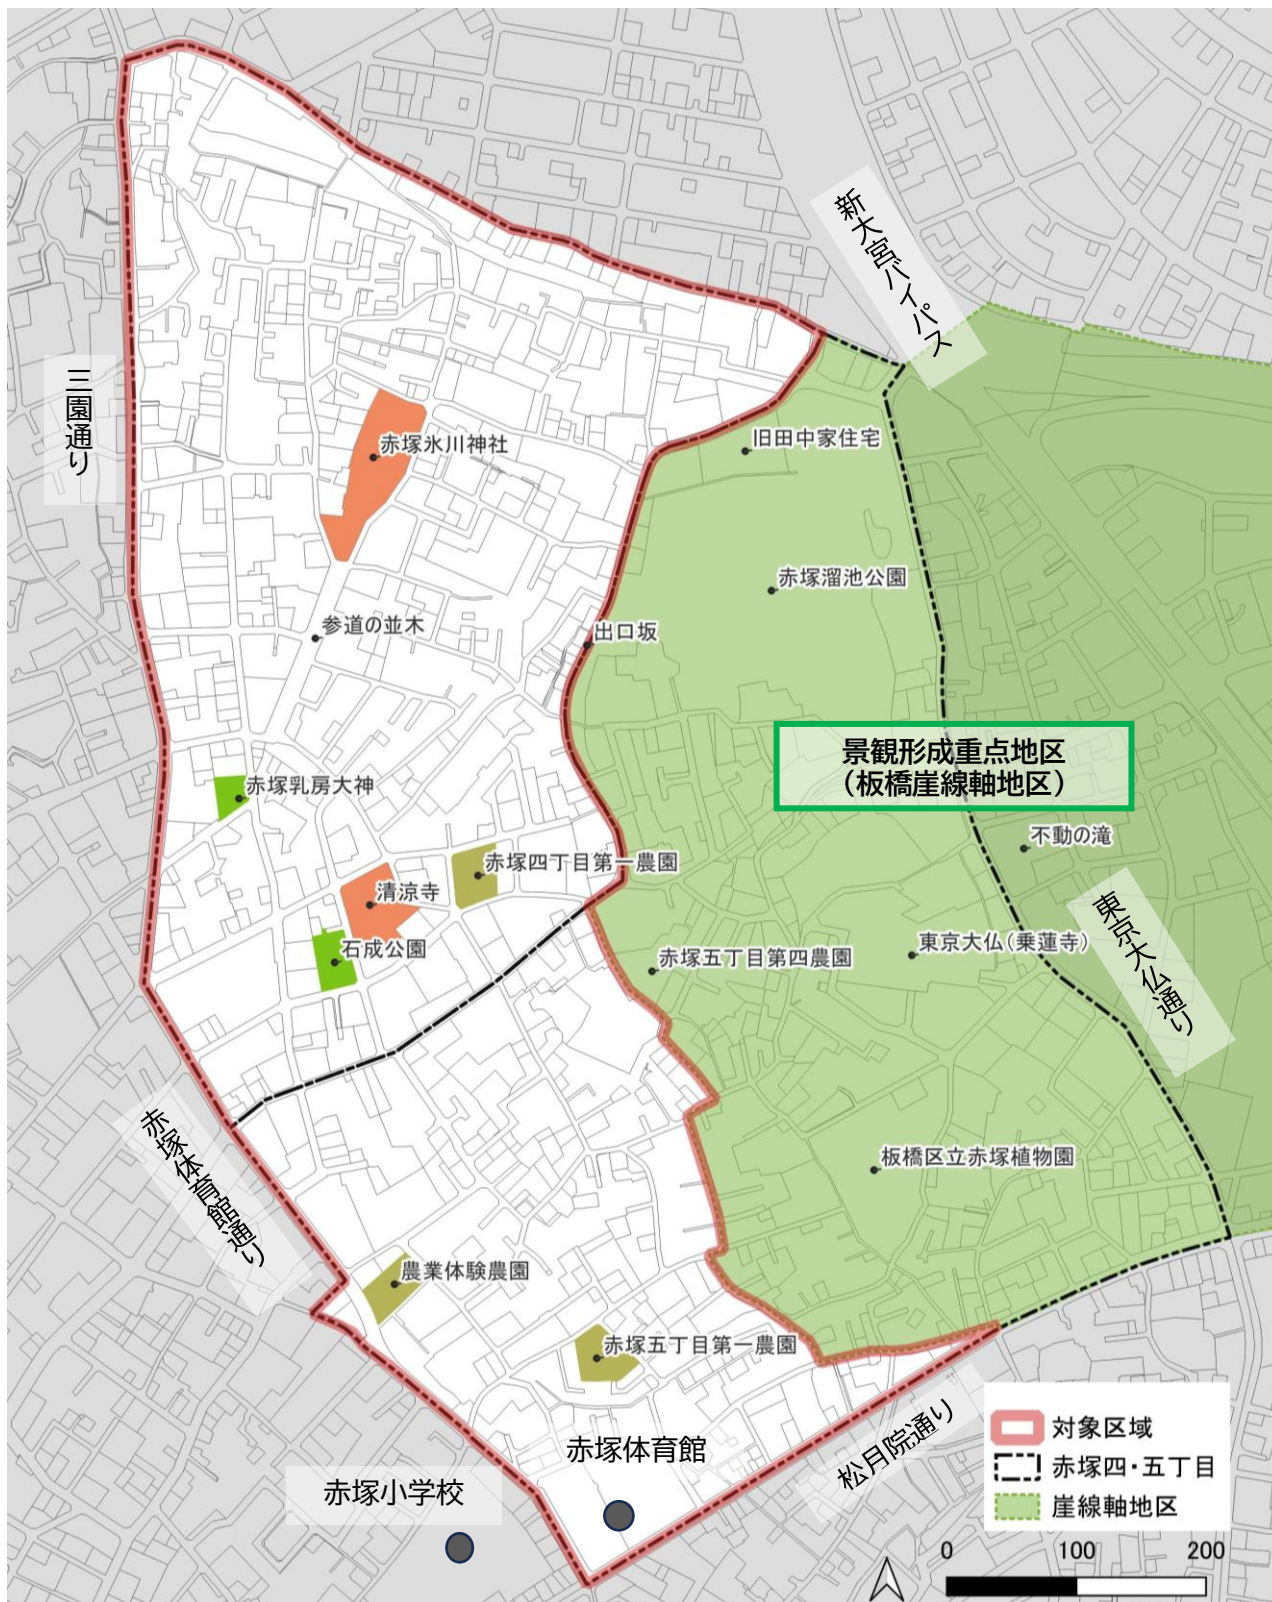 新大宮バイパス
三園通り
赤塚氷川神社
旧田中家住宅
赤塚溜池公園
参道の並木
出口坂
景観形成重点地区
(板橋崖線軸地区)
赤塚乳房大神
不動の滝
赤塚四丁目第一農園
清涼寺
東京大仏通り
石成公園
赤塚五丁目第四農園
東京大仏(乗蓮寺)
赤塚体育館通り
板橋区立赤塚植物園
農業体験農園
赤塚五丁目第一農園
松月院通り
赤塚体育館
赤塚小学校
対象区域
赤塚四・五丁目
崖線軸地区
0 100 200